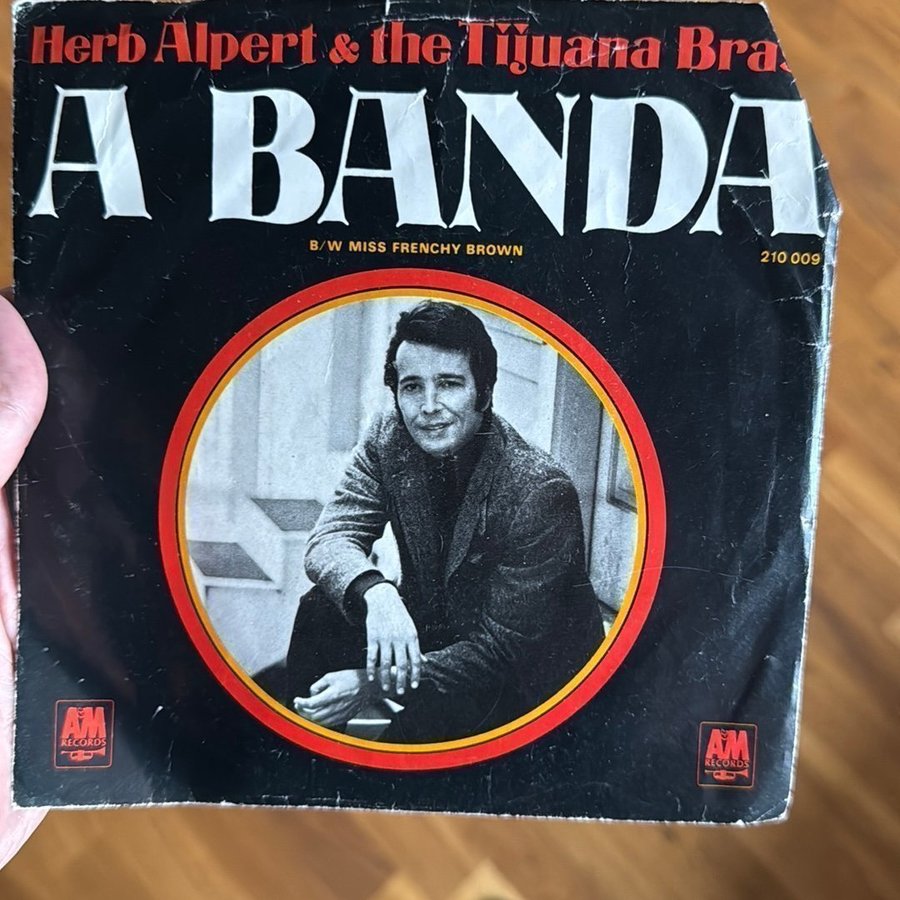 Herb Alpert & the Tijuana Bras
A BANDA
B/W MISS FRENCHY BROWN
210 009
A&M
RECORDS
A&M
RECORDS